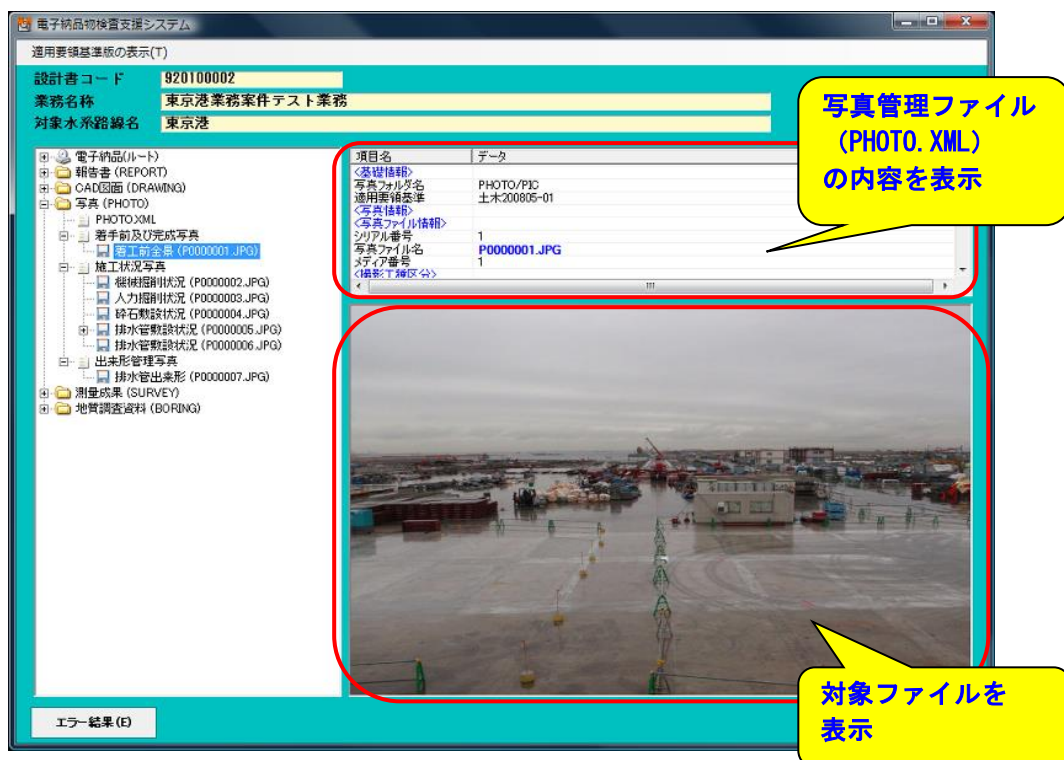 電子納品物検査支援システム
適用要領基準版の表示(T)
設計書コード 920100002
業務名称 東京港業務案件テスト業務
対象水系路線名 東京港
写真管理ファイル
(PHOTO.XML)
の内容を表示
電子納品(ルート)
報告書 (REPORT)
CAD図面 (DRAWING)
写真 (PHOTO)
PHOTO.XML
着手前及び完成写真
着工前全景 (P0000001.JPG)
施工状況写真
機械掘削状況 (P0000002.JPG)
人力掘削状況 (P0000003.JPG)
砕石敷設状況 (P0000004.JPG)
排水管敷設状況 (P0000005.JPG)
排水管敷設状況 (P0000006.JPG)
出来形管理写真
排水管出来形 (P0000007.JPG)
測量成果 (SURVEY)
地質調査資料 (BORING)
項目名 データ
<基礎情報>
写真フォルダ名 PHOTO/PIC
適用要領基準 土木200805-01
<写真情報>
<写真ファイル情報>
シリアル番号 1
写真ファイル名 P0000001.JPG
メディア番号 1
<撮影工種区分>
対象ファイルを
表示
エラー結果(E)